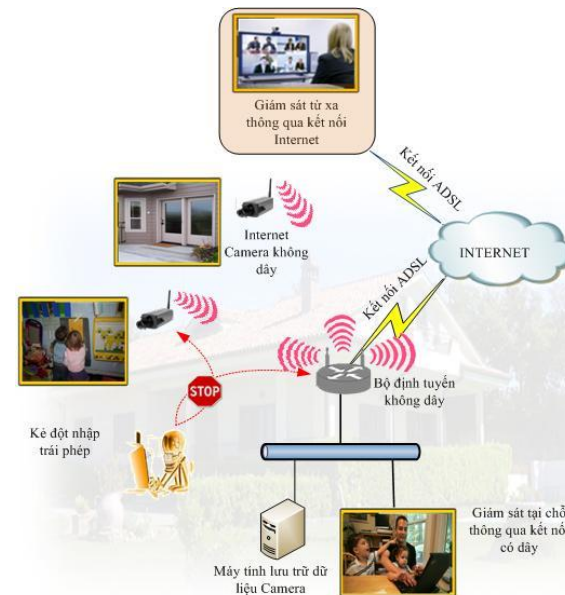 Giám sát từ xa
thông qua kết nối
Internet
Kết nối ADSL
Internet
Camera không
dây
INTERNET
Kết nối ADSL
STOP
Bộ định tuyến
không dây
Kẻ đột nhập
trái phép
Giám sát tại chỗ
thông qua kết nố
có dây
Máy tính lưu trữ dữ
liệu Camera